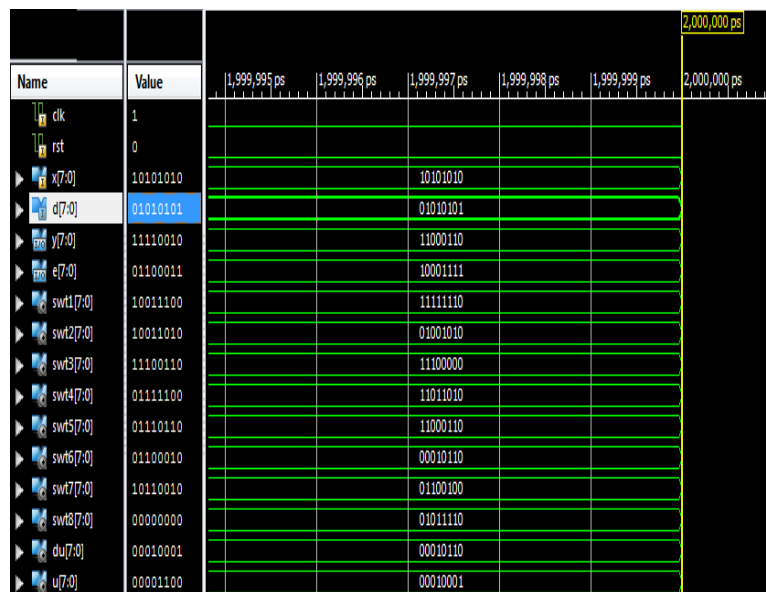 2,000,000 ps
Name Value 1,999,995 ps 1,999,996 ps 1,999,997 ps 1,999,998 ps 1,999,999 ps 2,000,000 ps
clk 1
rst 0
x[7:0] 10101010 10101010
d[7:0] 01010101 01010101
y[7:0] 11110010 11000110
e[7:0] 01100011 10001111
swt1[7:0] 10011100 11111110
swt2[7:0] 10011010 01001010
swt3[7:0] 11100110 11100000
swt4[7:0] 01111100 11011010
swt5[7:0] 01110110 11000110
swt6[7:0] 01100010 00010110
swt7[7:0] 10110010 01100100
swt8[7:0] 00000000 01011110
du[7:0] 00010001 00010110
u[7:0] 00001100 00010001